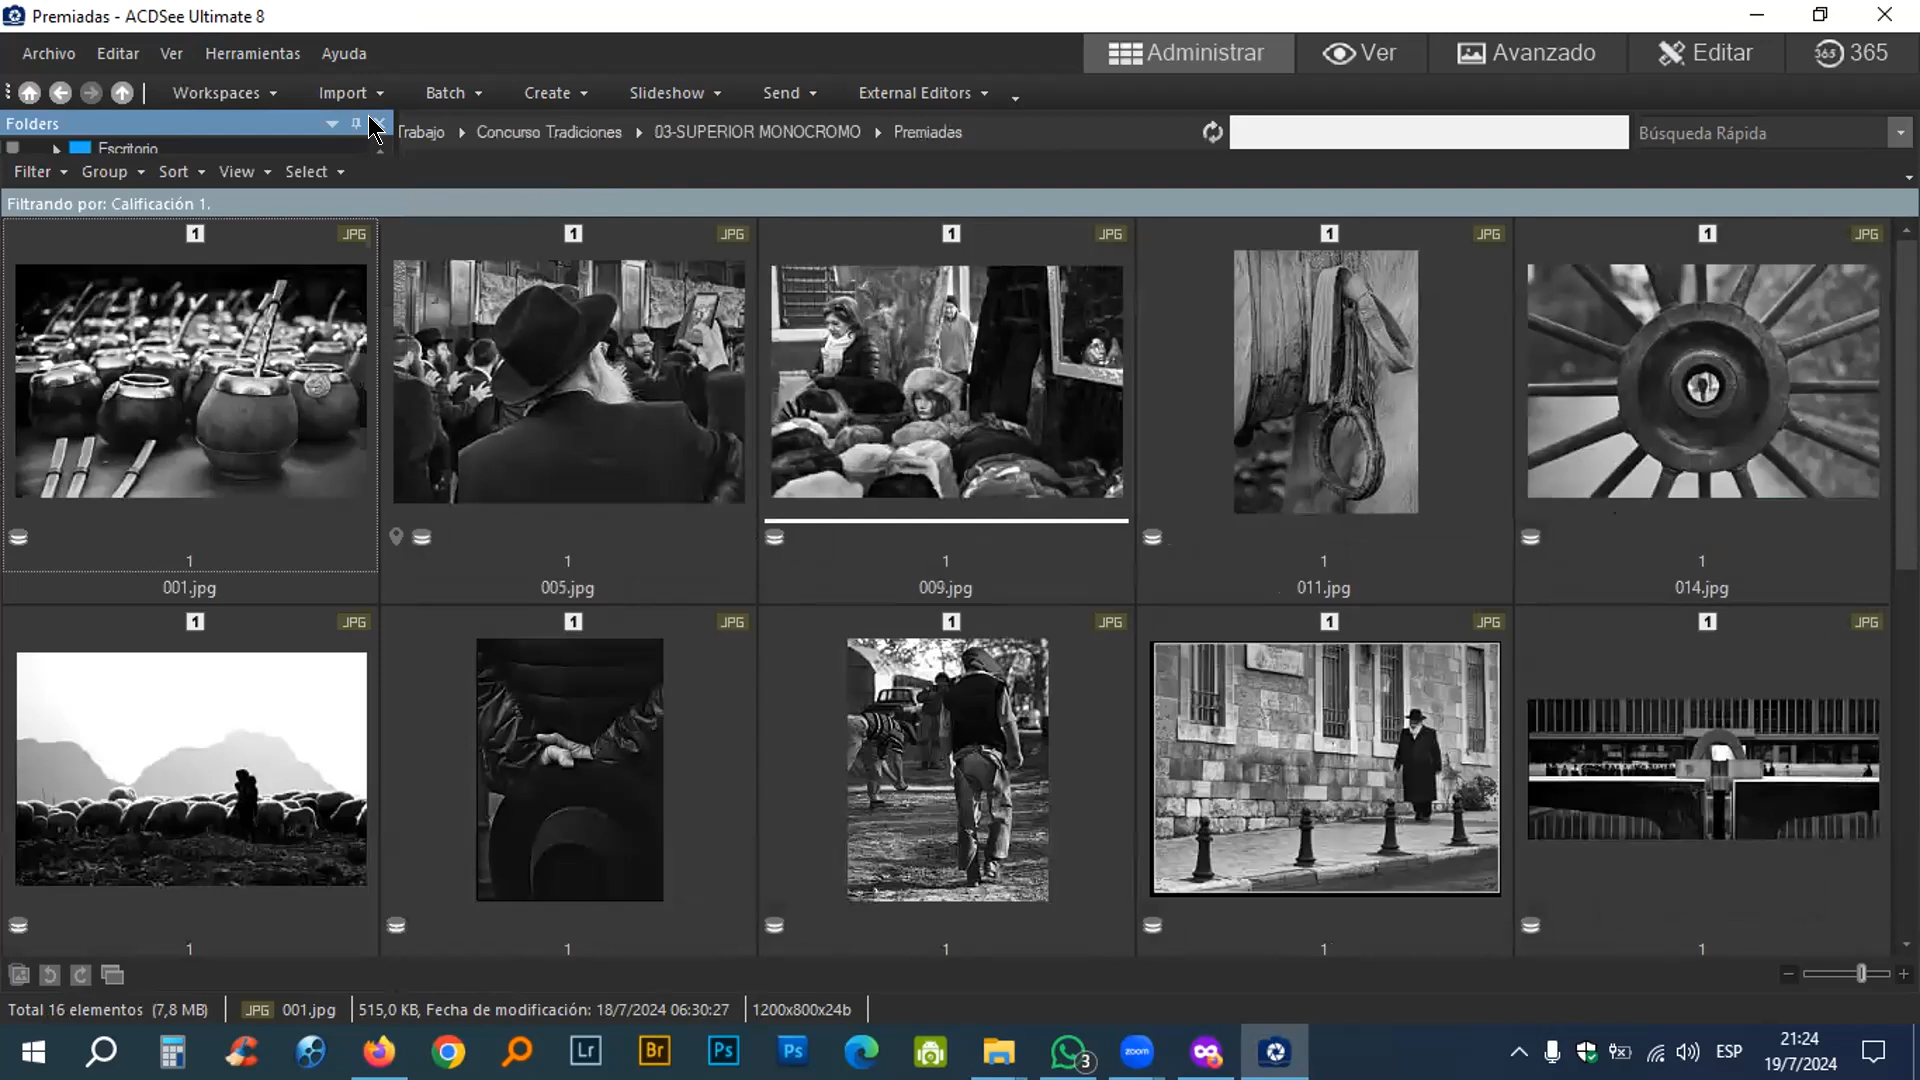 Premiadas - ACDSee Ultimate 8
Archivo Editar Ver Herramientas Ayuda
Administrar Ver Avanzado Editar 365 365
Workspaces Import Batch Create Slideshow Send External Editors
Folders
Trabajo Concurso Tradiciones 03-SUPERIOR MONOCROMO Premiadas
Búsqueda Rápida
Escritorio
Filter Group Sort View Select
Filtrando por: Calificación 1.
1 JPG 1 JPG 1 JPG 1 JPG 1 JPG
1 1 1 1 1
001.jpg 005.jpg 009.jpg 011.jpg 014.jpg
1 JPG 1 JPG 1 JPG 1 JPG 1 JPG
1 1 1 1 1
Total 16 elementos (7,8 MB) JPG 001.jpg 515,0 KB, Fecha de modificación: 18/7/2024 06:30:27 1200x800x24b
Lr Br Ps Ps 3 zoom ESP
21:24
19/7/2024